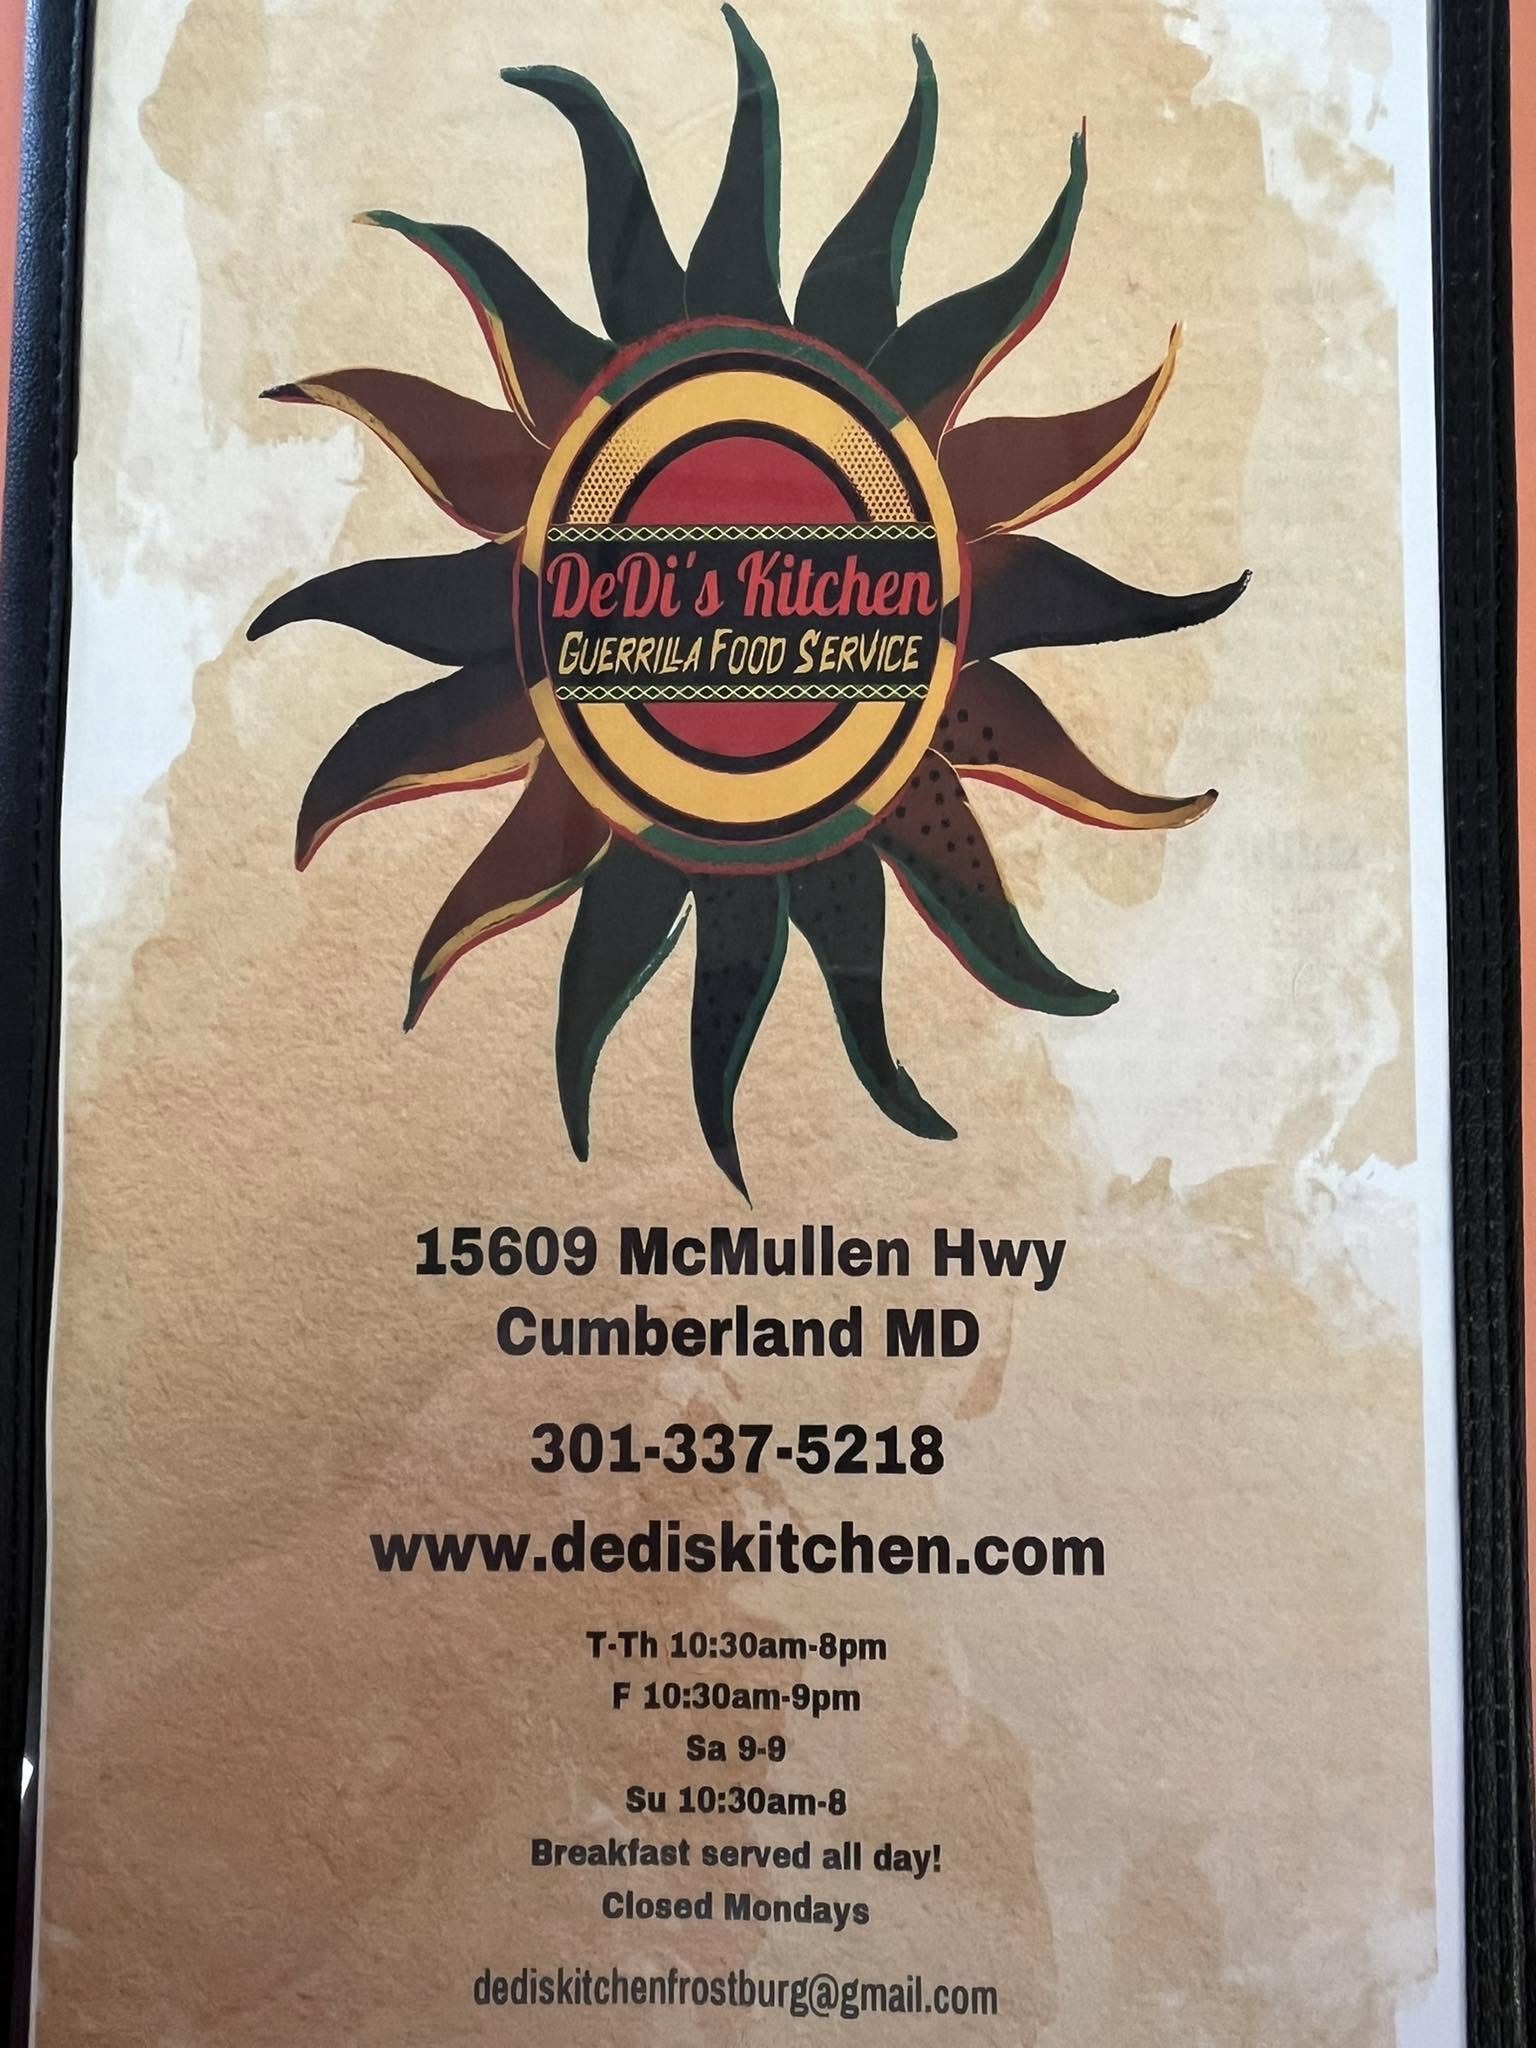 DeDi's Kitchen
Guerrilla Food Service
15609 McMullen Hwy
Cumberland MD
301-337-5218
www.dediskitchen.com
T-Th 10:30am-8pm
F 10:30am-9pm
Sa 9-9
Su 10:30am-8
Breakfast served all day!
Closed Mondays
dediskitchenfrostburg@gmail.com